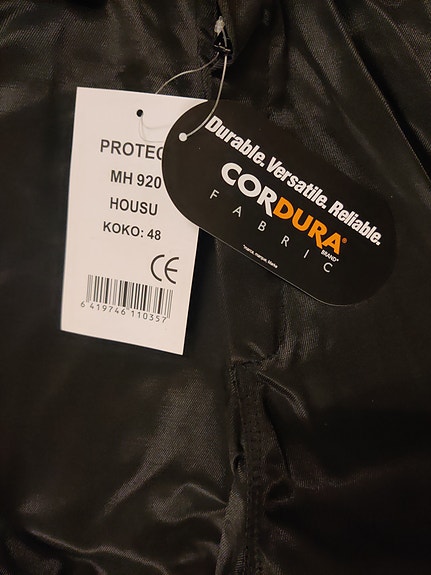 PROTEC
MH 920
HOUSU
KOKO: 48
CE
6 419746 110357
Durable. Versatile. Reliable.
CORDURA®
BRAND*
FABRIC